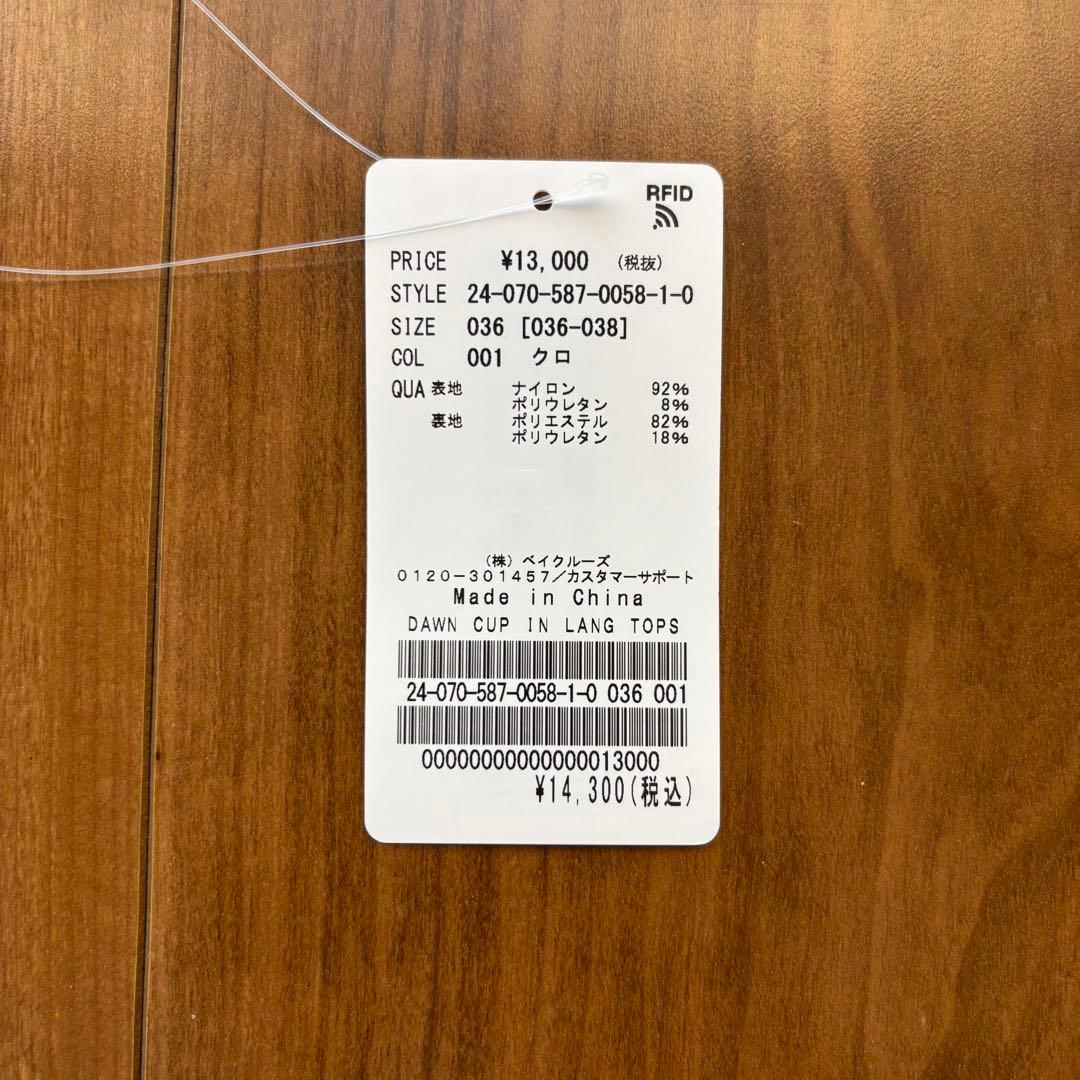 RFID
PRICE ¥13,000 (税抜)
STYLE 24-070-587-0058-1-0
SIZE 036 [036-038]
COL 001 クロ
QUA 表地 ナイロン 92%
ポリウレタン 8%
裏地 ポリエステル 82%
ポリウレタン 18%
(株) ベイクルーズ
0120-301457/カスタマーサポート
Made in China
DAWN CUP IN LANG TOPS
24-070-587-0058-1-0 036 001
00000000000000013000
¥14,300(税込)